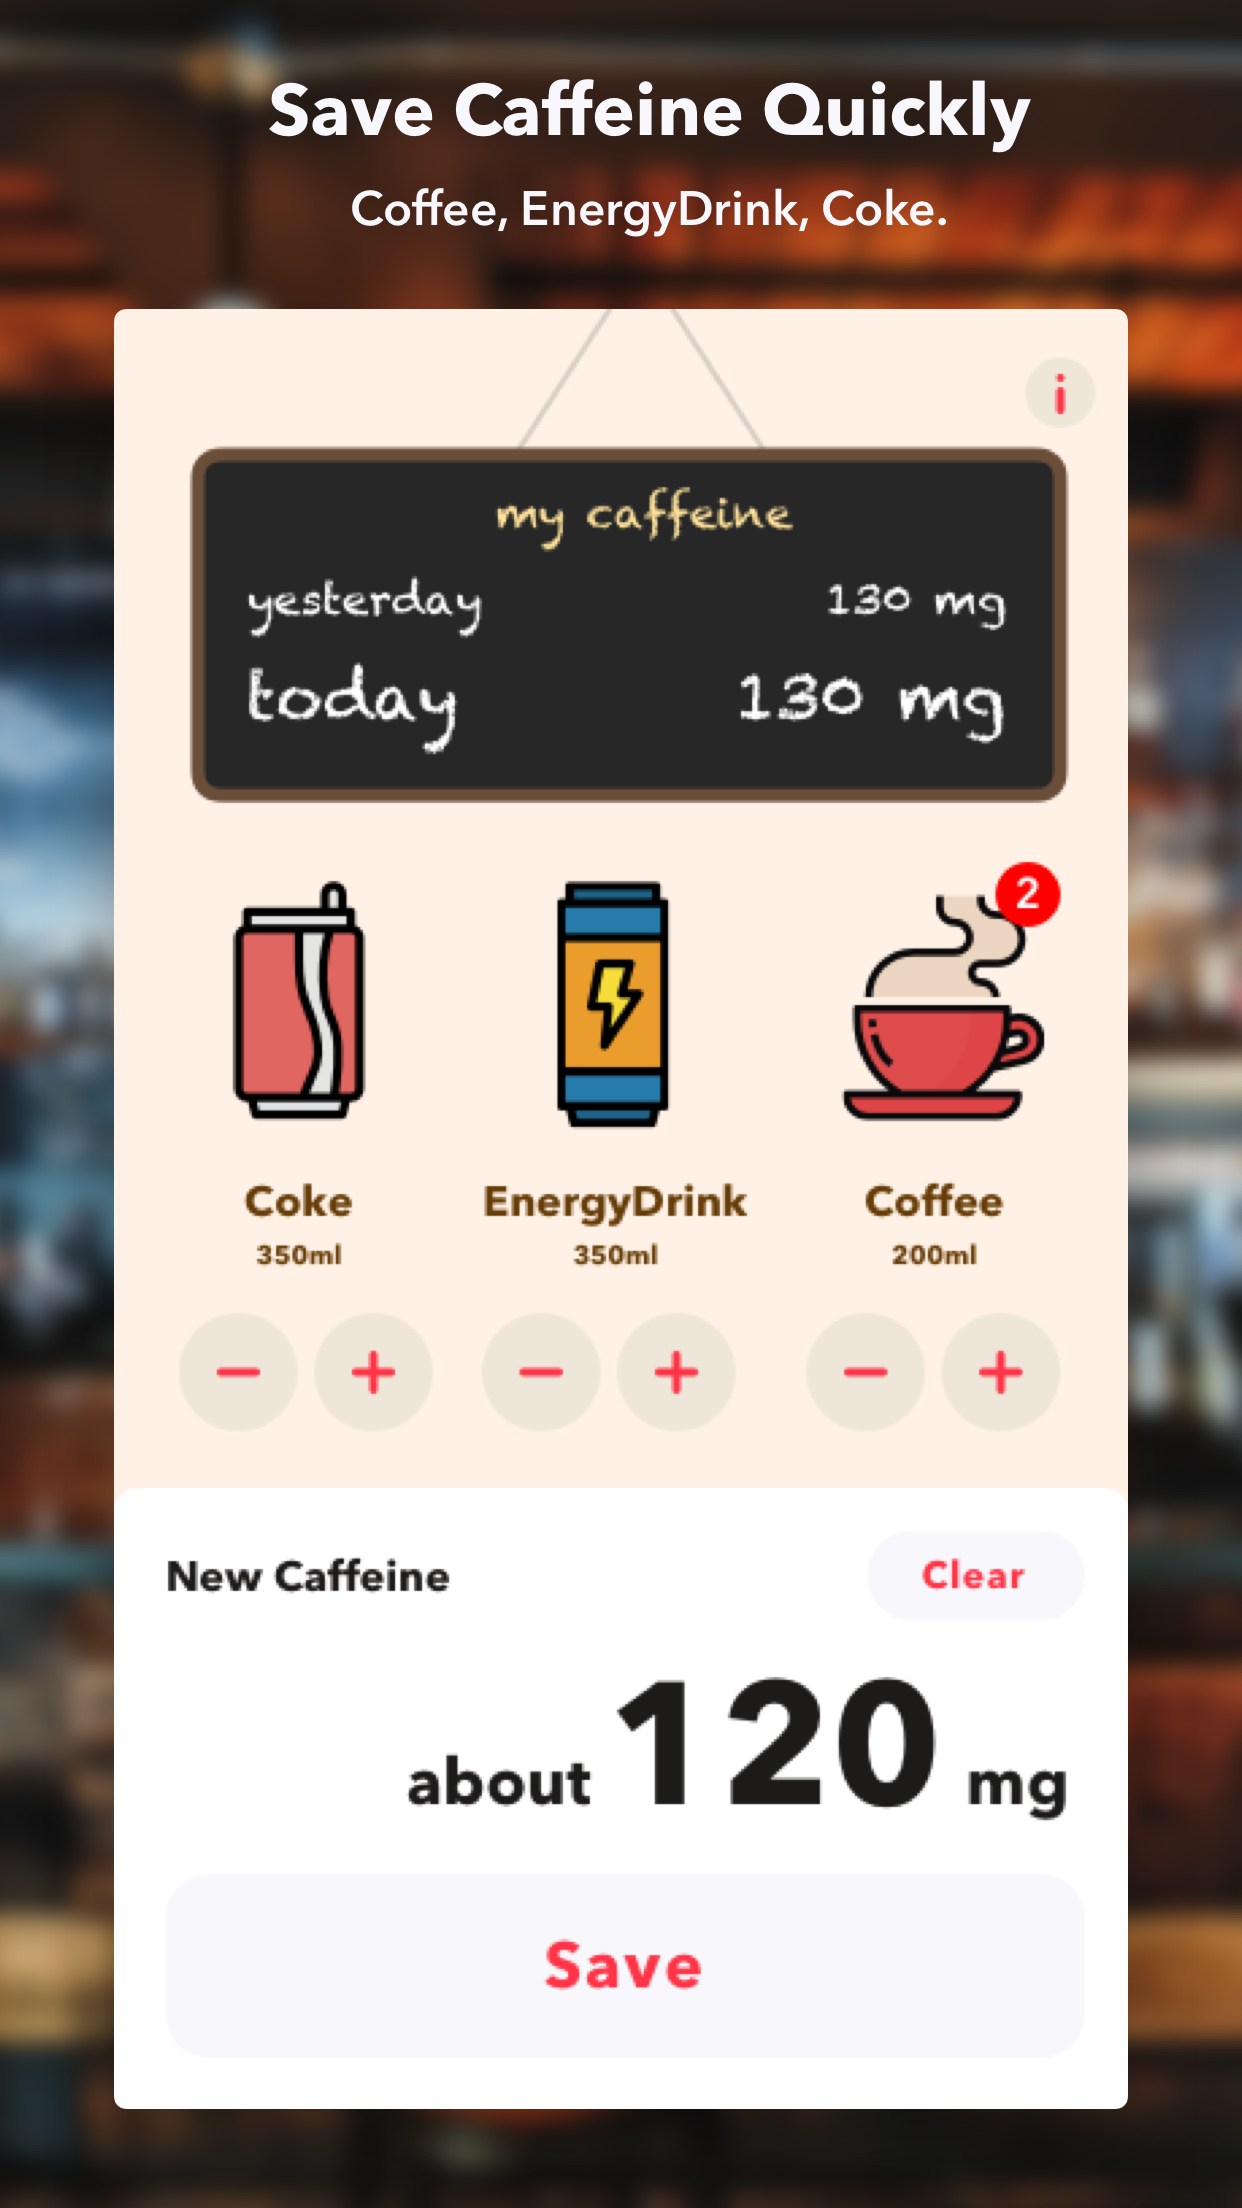 Save Caffeine Quickly
Coffee, EnergyDrink, Coke.
i
my caffeine
yesterday 130 mg
today 130 mg
2
Coke EnergyDrink Coffee
350ml 350ml 200ml
− + − + − +
New Caffeine Clear
about 120 mg
Save